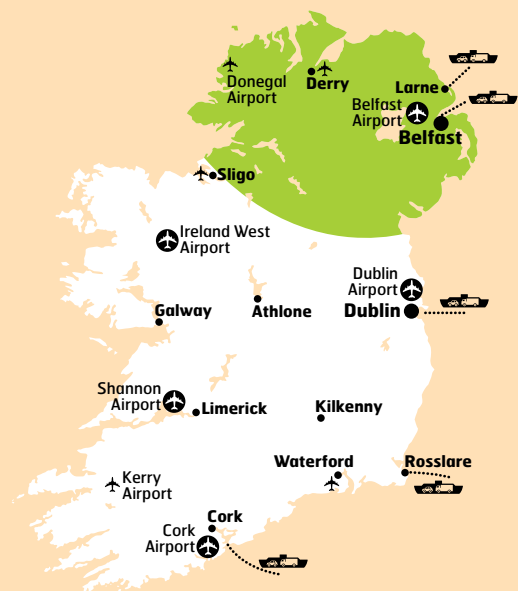 Donegal
Airport
Derry
Larne
Belfast
Airport
Belfast
Sligo
Ireland West
Airport
Dublin
Airport
Dublin
Galway
Athlone
Shannon
Airport
Limerick
Kilkenny
Waterford
Rosslare
Kerry
Airport
Cork
Cork
Airport